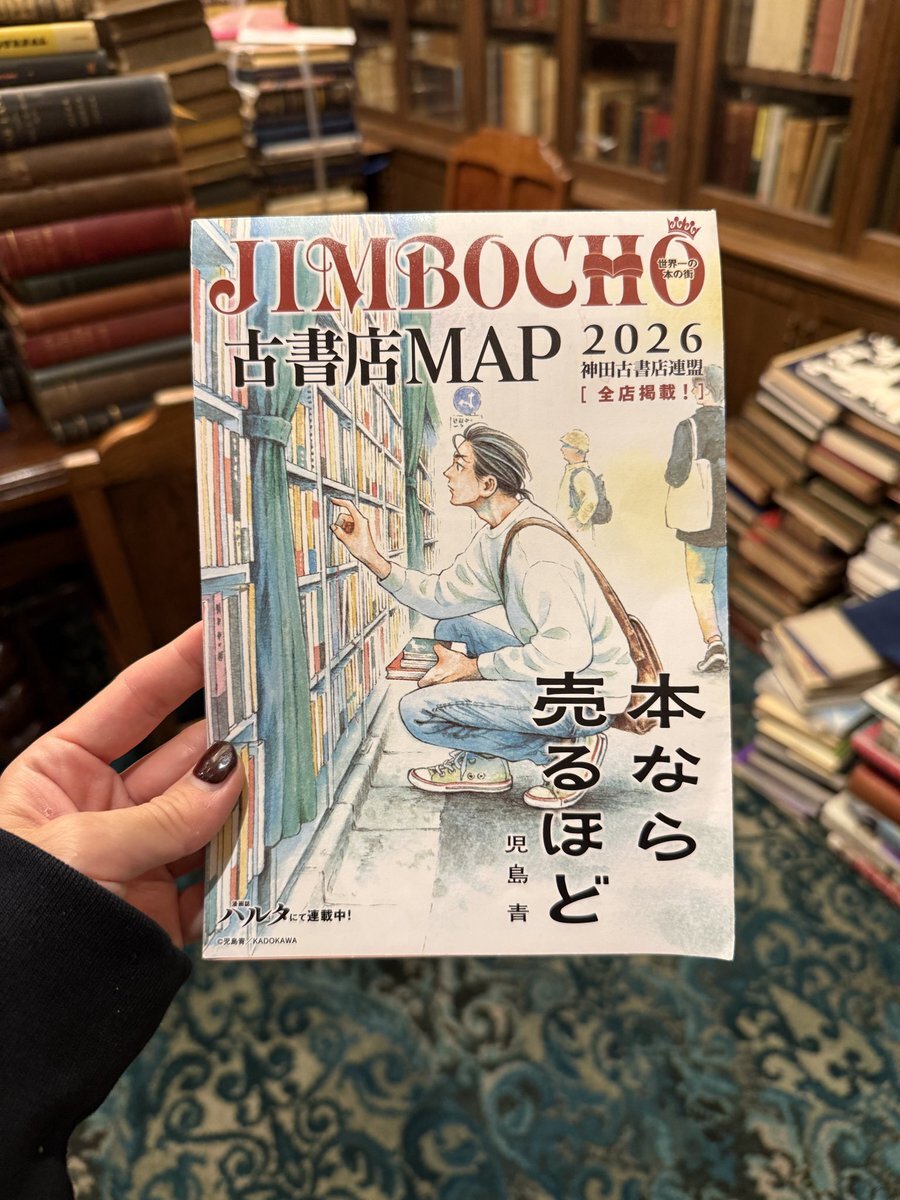 JIMBOCHO
世界一の
本の街
古書店MAP
2026
神田古書店連盟
[ 全店掲載! ]
本なら
売るほど
児島 青
漫画誌
ハルタにて連載中!
©児島青/KADOKAWA